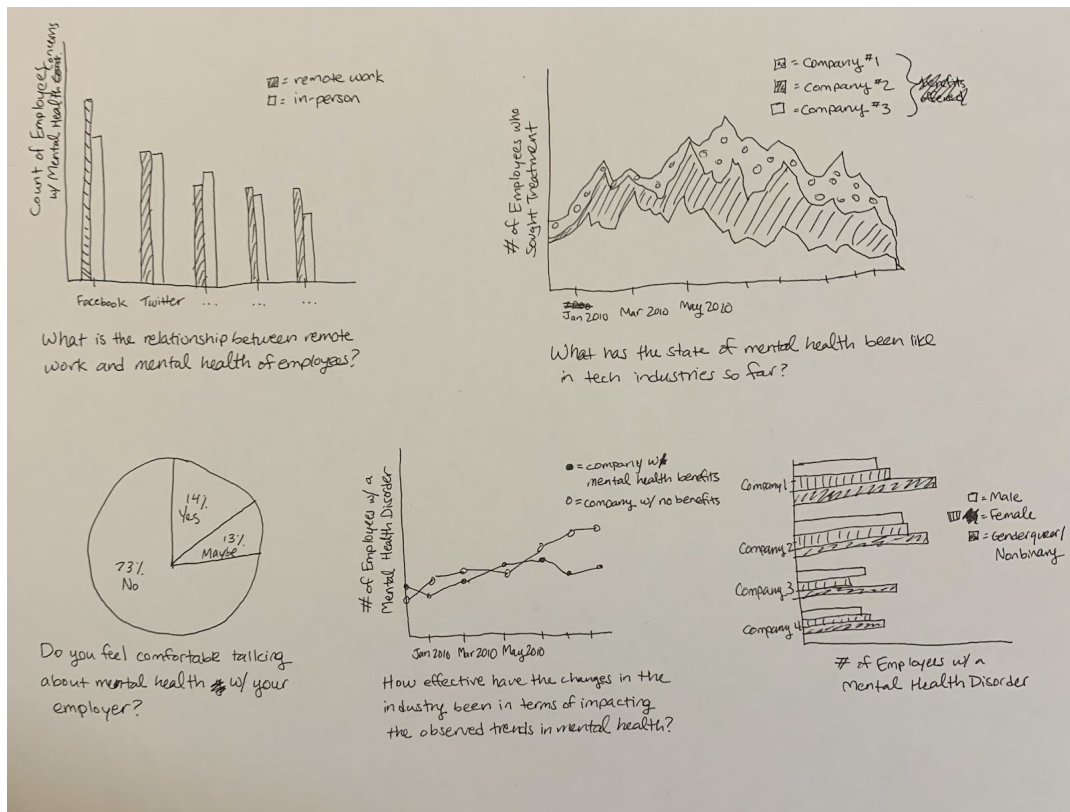 Count of Employees
w/ Mental Health Concerns
= remote work
= in-person
Facebook Twitter ... ... ...
What is the relationship between remote
work and mental health of employees?
# of Employees who
Sought Treatment
= Company #1
= Company #2
= Company #3
Jan 2010 Mar 2010 May 2010
What has the state of mental health been like
in tech industries so far?
14%
Yes
13%
Maybe
73%
No
Do you feel comfortable talking
about mental health w/ your
employer?
# of Employees w/ a
Mental Health Disorder
= company w/
mental health benefits
= company w/ no benefits
Jan 2010 Mar 2010 May 2010
How effective have the changes in the
industry been in terms of impacting
the observed trends in mental health?
Company 1
Company 2
Company 3
Company 4
= Male
= Female
= Genderqueer/
Nonbinary
# of Employees w/ a
Mental Health Disorder